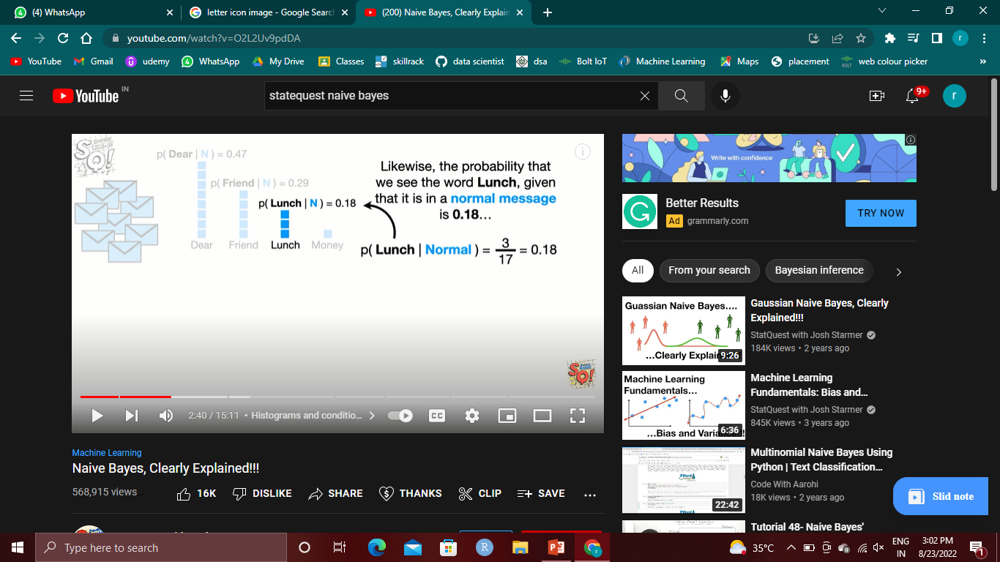 (4) WhatsApp
letter icon image - Google Search
(200) Naive Bayes, Clearly Explain
youtube.com/watch?v=O2L2Uv9pdDA
r
YouTube
Gmail
udemy
4
WhatsApp
My Drive
Classes
skillrack
data scientist
dsa
Bolt IoT
Machine Learning
Maps
placement
BOLT
web colour picker
»
YouTube IN
statequest naive bayes
9+
r
SQ!
p( Dear | N ) = 0.47
p( Friend | N ) = 0.29
p( Lunch | N ) = 0.18
Dear Friend Lunch Money
Likewise, the probability that
we see the word Lunch, given
that it is in a normal message
is 0.18…
p( Lunch | Normal ) = 3/17 = 0.18
SQ!
2:40 / 15:11 • Histograms and conditio...
CC
Machine Learning
Naive Bayes, Clearly Explained!!!
568,915 views
16K
DISLIKE
SHARE
THANKS
CLIP
SAVE
Write with confidence
G
Better Results
Ad grammarly.com
TRY NOW
All
From your search
Bayesian inference
Guassian Naive Bayes….
…Clearly Explain
9:26
Gaussian Naive Bayes, Clearly
Explained!!!
StatQuest with Josh Starmer
184K views • 2 years ago
Machine Learning
Fundamentals…
…Bias and Varian
6:36
Machine Learning
Fundamentals: Bias and...
StatQuest with Josh Starmer
845K views • 3 years ago
Piford
22:42
Multinomial Naive Bayes Using
Python | Text Classification...
Code With Aarohi
18K views • 2 years ago
Slid note
Tutorial 48- Naive Bayes'
Type here to search
R
35°C
ENG
IN
3:02 PM
8/23/2022
1